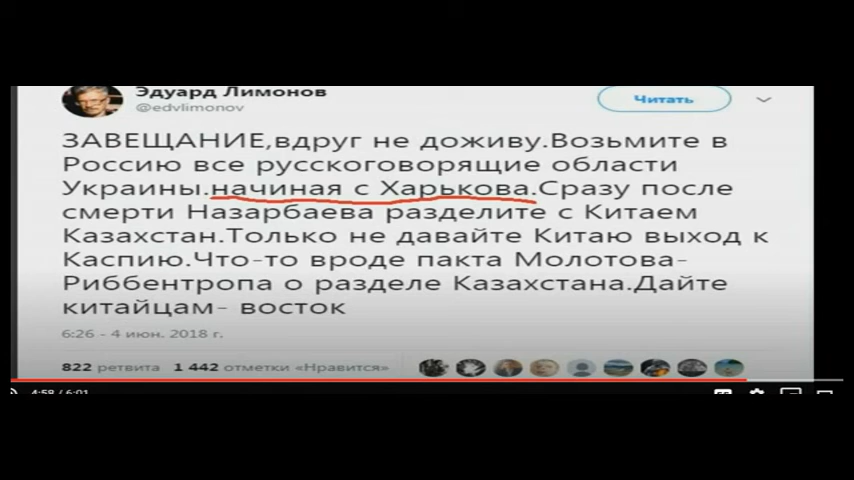 Эдуард Лимонов
@edvlimonov
Читать
ЗАВЕЩАНИЕ,вдруг не доживу.Возьмите в
Россию все русскоговорящие области
Украины.начиная с Харькова.Сразу после
смерти Назарбаева разделите с Китаем
Казахстан.Только не давайте Китаю выход к
Каспию.Что-то вроде пакта Молотова-
Риббентропа о разделе Казахстана.Дайте
китайцам- восток
6:26 - 4 июн. 2018 г.
822 ретвита 1 442 отметки «Нравится»
4:58 / 6:01